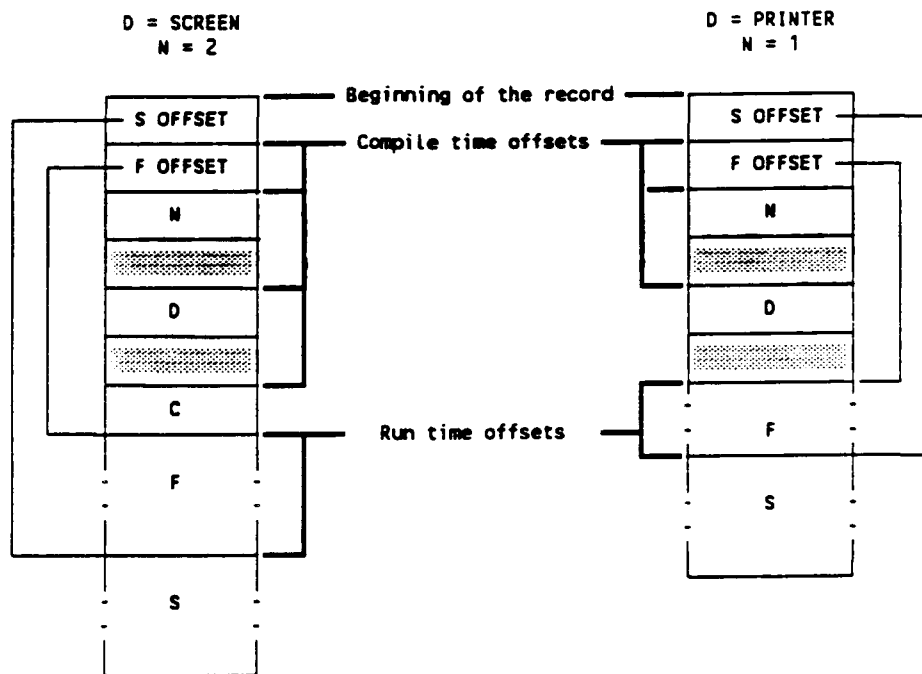 D = SCREEN
N = 2
D = PRINTER
N = 1
Beginning of the record
S OFFSET
S OFFSET
Compile time offsets
F OFFSET
F OFFSET
N
N
D
D
C
Run time offsets
F
F
S
S